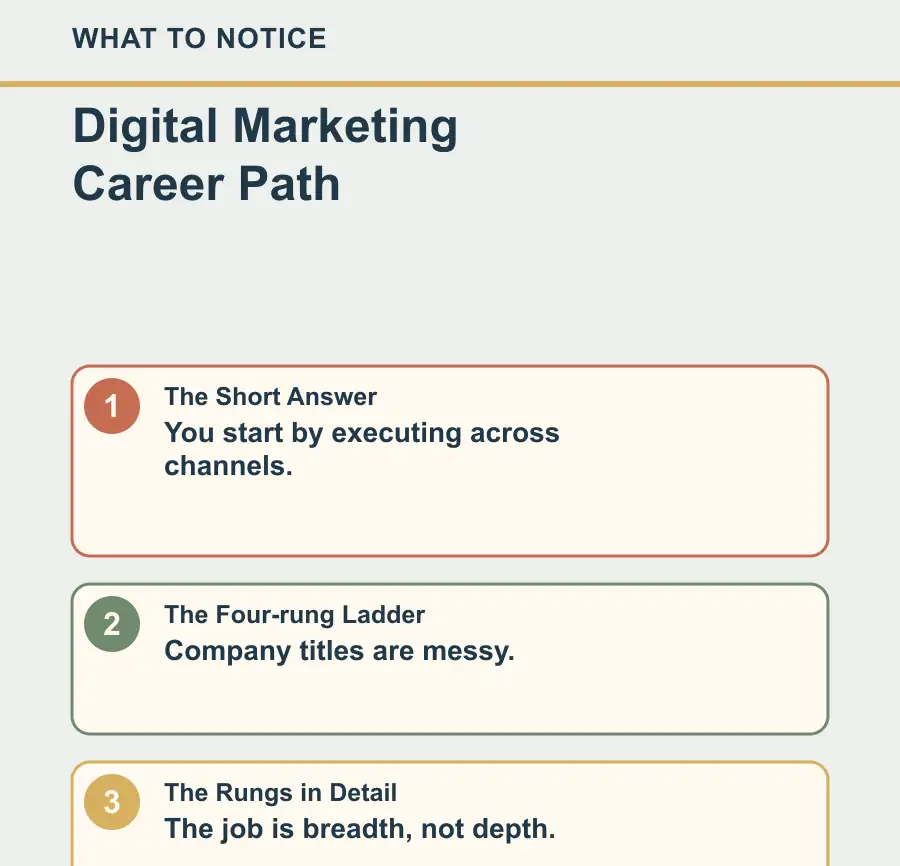 WHAT TO NOTICE
Digital Marketing
Career Path
1
The Short Answer
You start by executing across
channels.
2
The Four-rung Ladder
Company titles are messy.
3
The Rungs in Detail
The job is breadth, not depth.